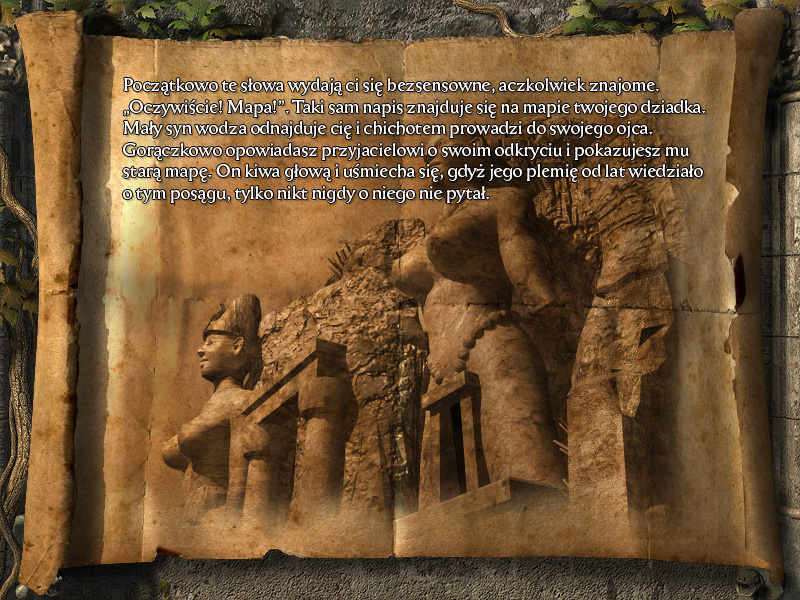 Początkowo te słowa wydają ci się bezsensowne, aczkolwiek znajome.
„Oczywiście! Mapa!”. Taki sam napis znajduje się na mapie twojego dziadka.
Mały syn wodza odnajduje cię i chichotem prowadzi do swojego ojca.
Gorączkowo opowiadasz przyjacielowi o swoim odkryciu i pokazujesz mu
starą mapę. On kiwa głową i uśmiecha się, gdyż jego plemię od lat wiedziało
o tym posągu, tylko nikt nigdy o niego nie pytał.